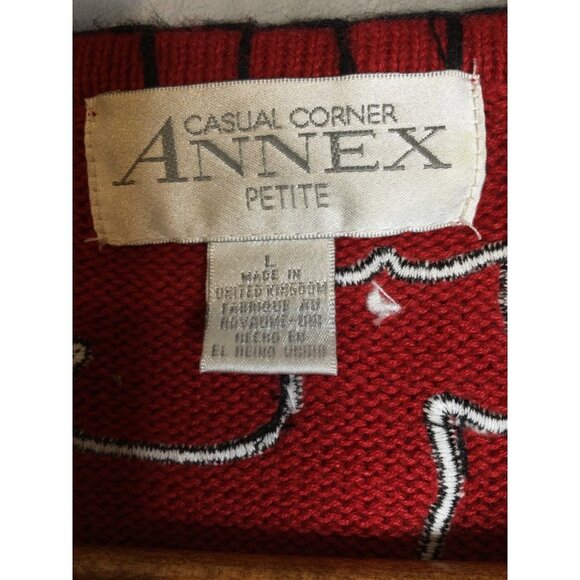 CASUAL CORNER
ANNEX
PETITE
L
MADE IN
UNITED KINGDOM
FABRIQUE AU
ROYAUME-UNI
HECHO EN
EL REINO UNIDO